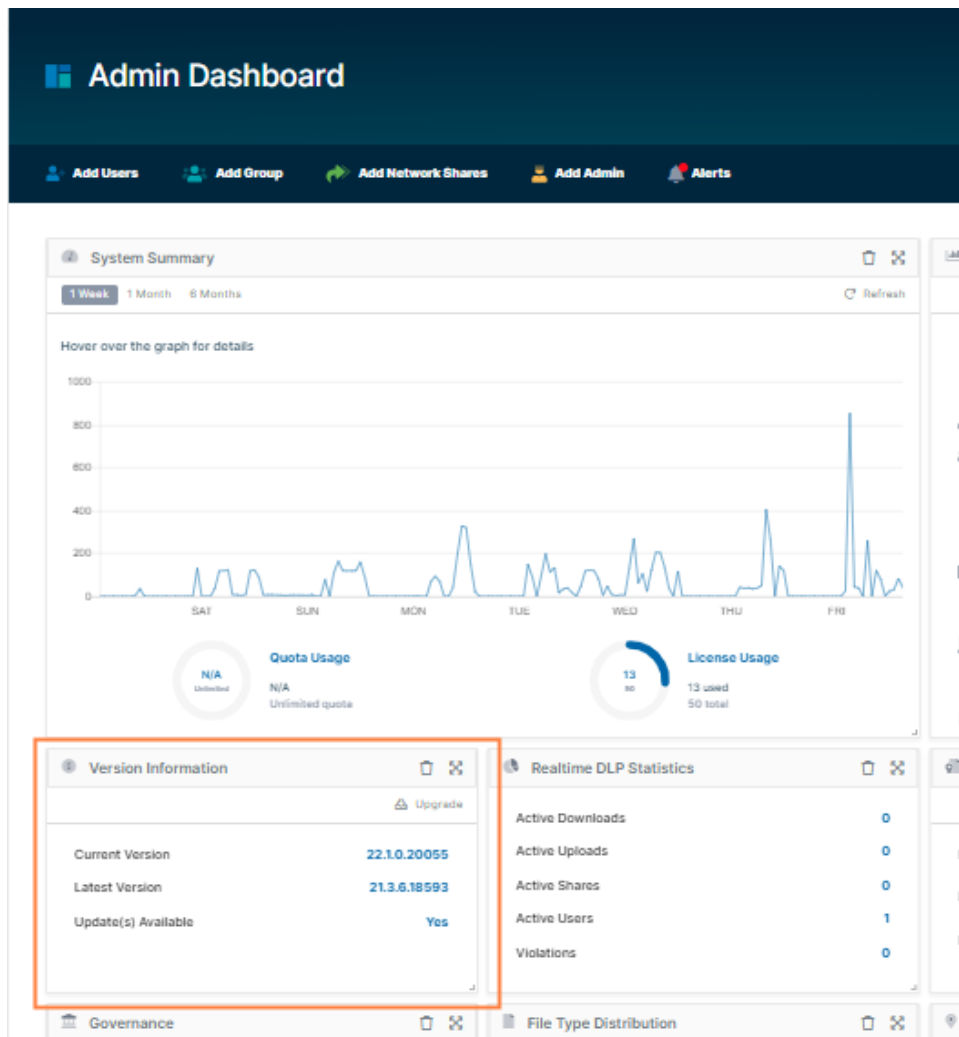 Admin Dashboard
Add Users Add Group Add Network Shares Add Admin Alerts
System Summary
1 Week 1 Month 6 Months Refresh
Hover over the graph for details
1000
800
600
400
200
0
SAT SUN MON TUE WED THU FRI
N/A
Unlimited
Quota Usage
N/A
Unlimited quota
13
50
License Usage
13 used
50 total
Version Information
Upgrade
Current Version 22.1.0.20055
Latest Version 21.3.6.18593
Update(s) Available Yes
Realtime DLP Statistics
Active Downloads 0
Active Uploads 0
Active Shares 0
Active Users 1
Violations 0
Governance
File Type Distribution